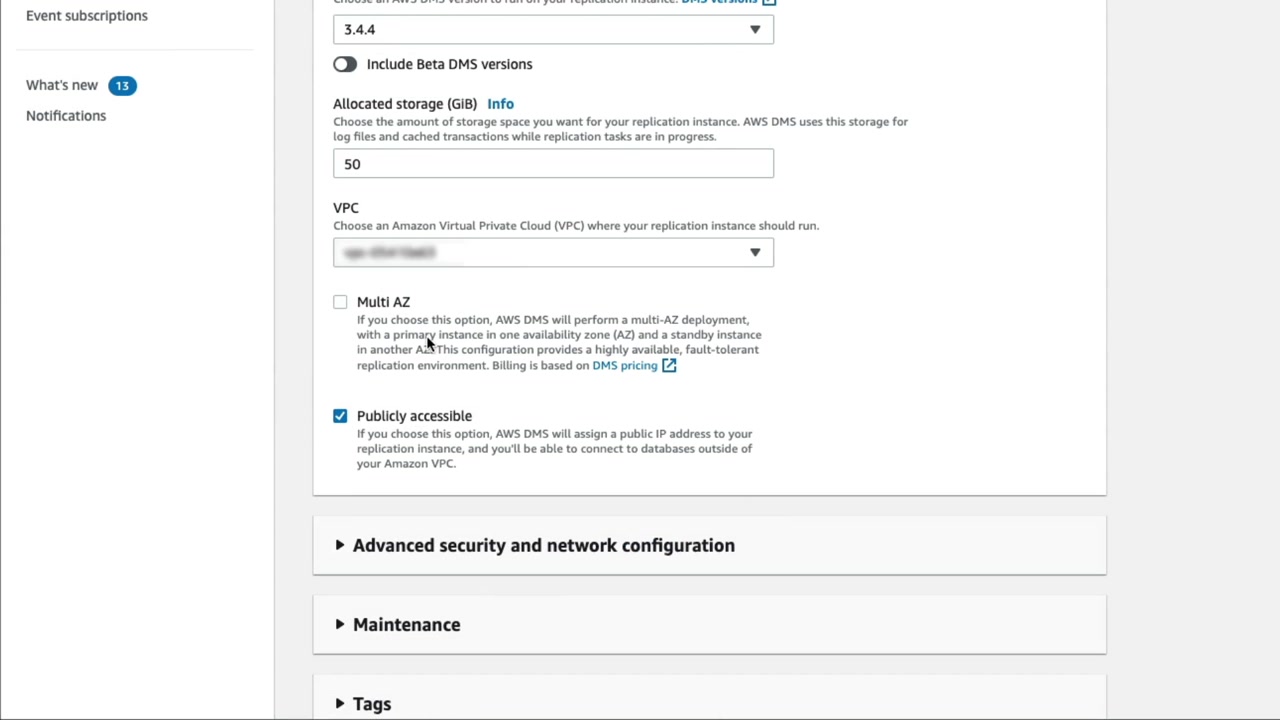 Event subscriptions
What's new 13
Notifications
Choose an AWS DMS version to run on your replication instance. DMS versions
3.4.4
Include Beta DMS versions
Allocated storage (GiB) Info
Choose the amount of storage space you want for your replication instance. AWS DMS uses this storage for
log files and cached transactions while replication tasks are in progress.
50
VPC
Choose an Amazon Virtual Private Cloud (VPC) where your replication instance should run.
Multi AZ
If you choose this option, AWS DMS will perform a multi-AZ deployment,
with a primary instance in one availability zone (AZ) and a standby instance
in another AZ. This configuration provides a highly available, fault-tolerant
replication environment. Billing is based on DMS pricing
Publicly accessible
If you choose this option, AWS DMS will assign a public IP address to your
replication instance, and you'll be able to connect to databases outside of
your Amazon VPC.
Advanced security and network configuration
Maintenance
Tags